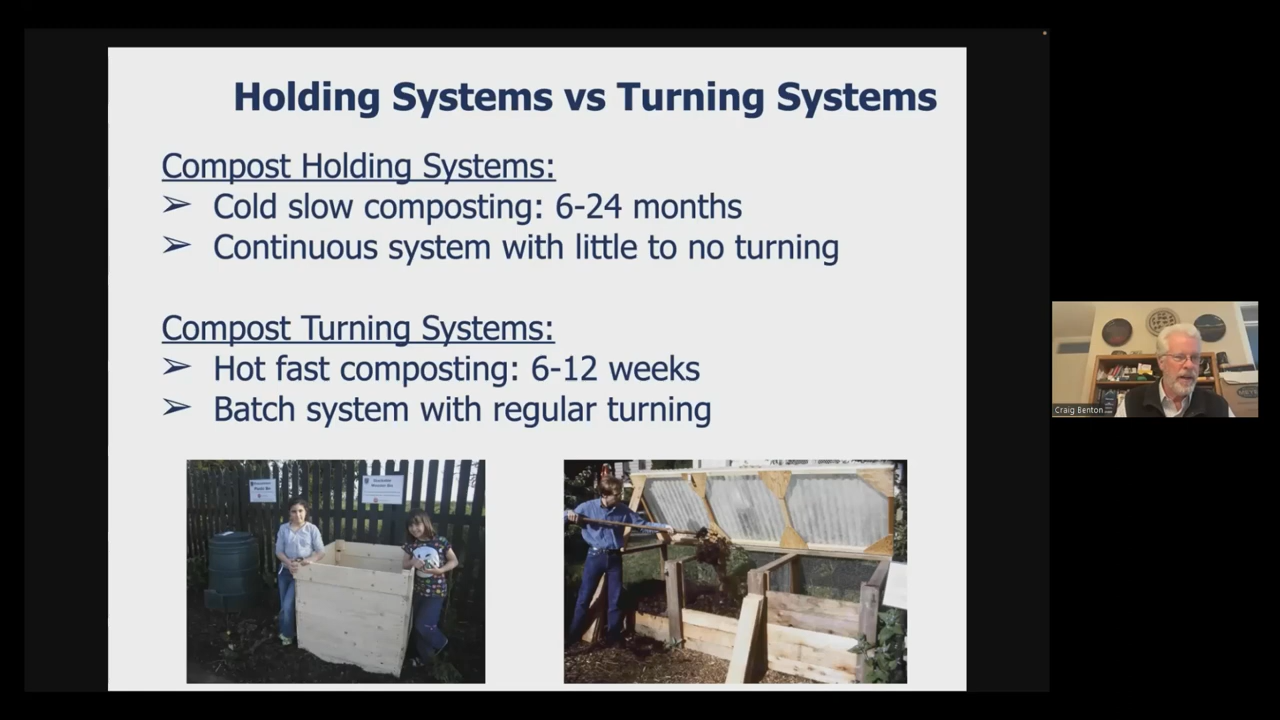 Holding Systems vs Turning Systems
Compost Holding Systems:
➢ Cold slow composting: 6-24 months
➢ Continuous system with little to no turning
Compost Turning Systems:
➢ Hot fast composting: 6-12 weeks
➢ Batch system with regular turning
Craig Benton